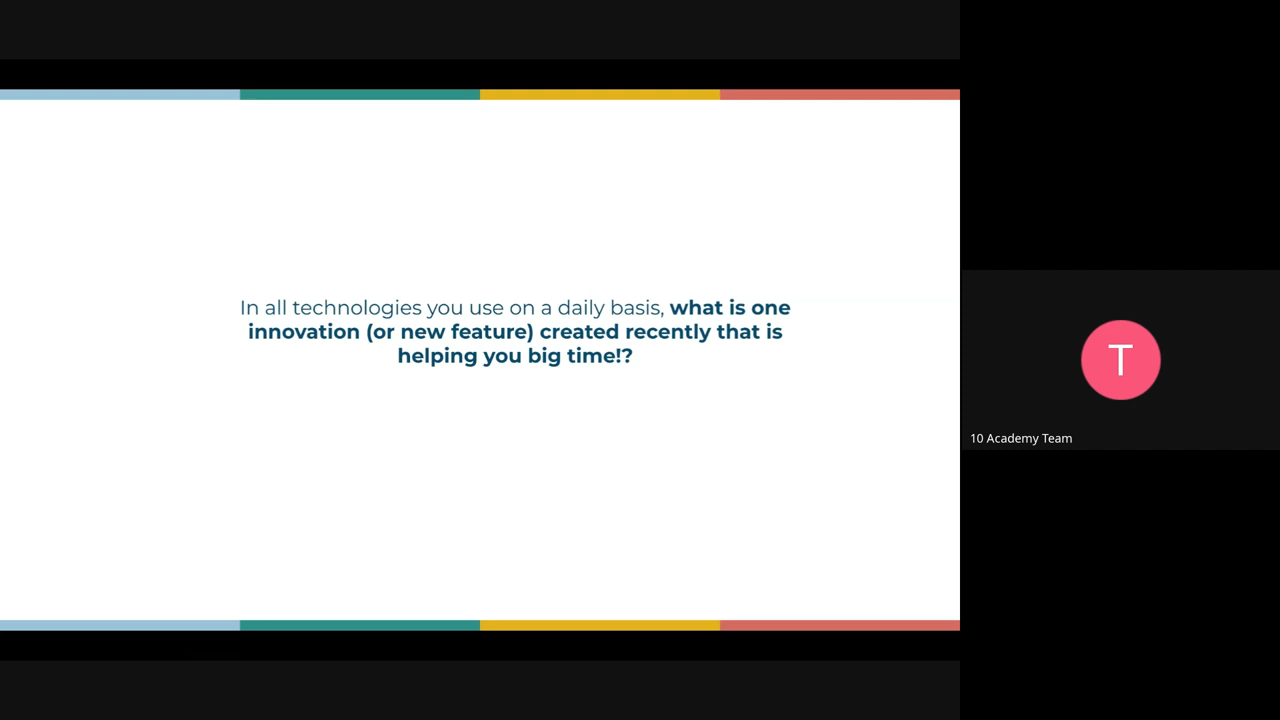 In all technologies you use on a daily basis, what is one
innovation (or new feature) created recently that is
helping you big time!?
T
10 Academy Team